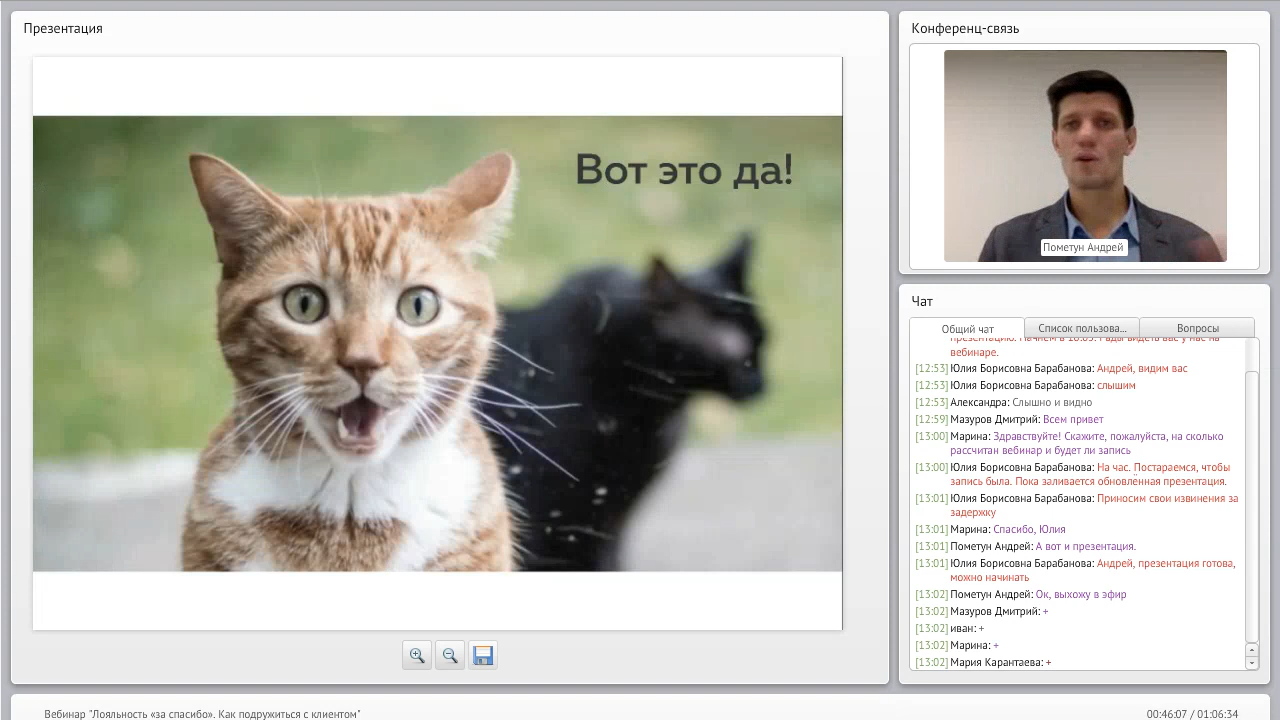 Презентация
Вот это да!
Конференц-связь
Пометун Андрей
Чат
Общий чат
Список пользова...
Вопросы
вебинаре.
[12:53] Юлия Борисовна Барабанова: Андрей, видим вас
[12:53] Юлия Борисовна Барабанова: слышим
[12:53] Александра: Слышно и видно
[12:59] Мазуров Дмитрий: Всем привет
[13:00] Марина: Здравствуйте! Скажите, пожалуйста, на сколько
рассчитан вебинар и будет ли запись
[13:00] Юлия Борисовна Барабанова: На час. Постараемся, чтобы
запись была. Пока заливается обновлённая презентация.
[13:01] Юлия Борисовна Барабанова: Приносим свои извинения за
задержку
[13:01] Марина: Спасибо, Юлия
[13:01] Пометун Андрей: А вот и презентация.
[13:01] Юлия Борисовна Барабанова: Андрей, презентация готова,
можно начинать
[13:02] Пометун Андрей: Ок, выхожу в эфир
[13:02] Мазуров Дмитрий: +
[13:02] иван: +
[13:02] Марина: +
[13:02] Мария Карантаева: +
Вебинар "Лояльность «за спасибо». Как подружиться с клиентом"
00:46:07 / 01:06:34